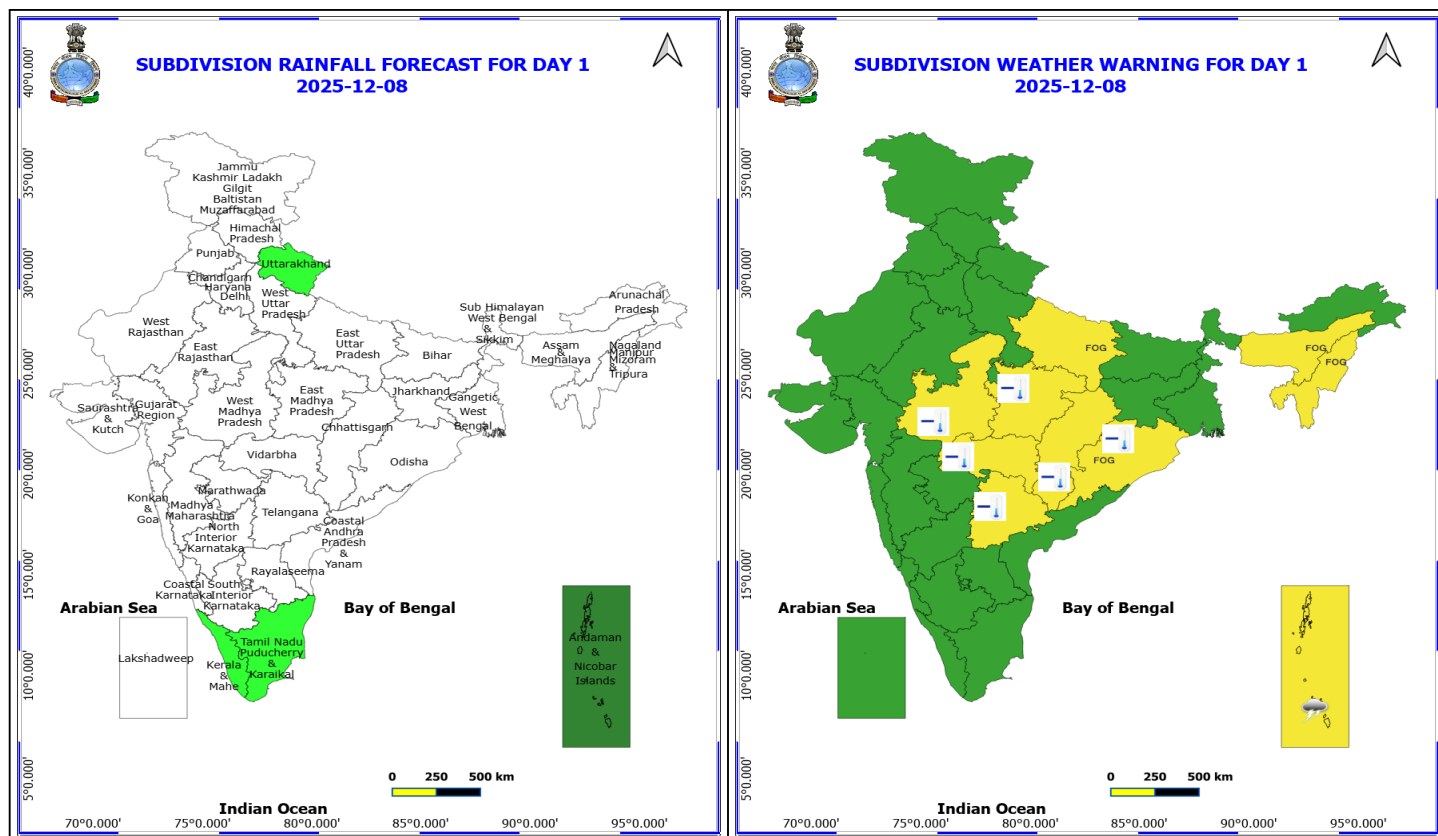 SUBDIVISION RAINFALL FORECAST FOR DAY 1
2025-12-08
40°0.000'
35°0.000'
30°0.000'
25°0.000'
20°0.000'
15°0.000'
10°0.000'
5°0.000'
Jammu
Kashmir Ladakh
Gilgit
Baltistan
Muzaffarabad
Himachal
Pradesh
Punjab
Uttarakhand
Chandigarh
Haryana
Delhi
West
Uttar
Pradesh
West
Rajasthan
East
Rajasthan
East
Uttar
Pradesh
Bihar
Sub Himalayan
West Bengal
&
Sikkim
Arunachal
Pradesh
Assam
&
Meghalaya
Nagaland
Manipur
Mizoram
&
Tripura
Saurashtra
&
Kutch
Gujarat
Region
West
Madhya
Pradesh
East
Madhya
Pradesh
Jharkhand
Gangetic
West
Bengal
Chhattisgarh
Vidarbha
Odisha
Konkan
&
Goa
Marathwada
Madhya
Maharashtra
North
Interior
Karnataka
Telangana
Coastal
Andhra
Pradesh
&
Yanam
Rayalaseema
Coastal
Karnataka
South
Interior
Karnataka
Tamil Nadu
Puducherry
&
Karaikal
Kerala
&
Mahe
Lakshadweep
Andaman
&
Nicobar
Islands
Arabian Sea
Bay of Bengal
Indian Ocean
0 250 500 km
70°0.000' 75°0.000' 80°0.000' 85°0.000' 90°0.000' 95°0.000'
SUBDIVISION WEATHER WARNING FOR DAY 1
2025-12-08
40°0.000'
35°0.000'
30°0.000'
25°0.000'
20°0.000'
15°0.000'
10°0.000'
5°0.000'
FOG
FOG
FOG
FOG
Arabian Sea
Bay of Bengal
Indian Ocean
0 250 500 km
70°0.000' 75°0.000' 80°0.000' 85°0.000' 90°0.000' 95°0.000'